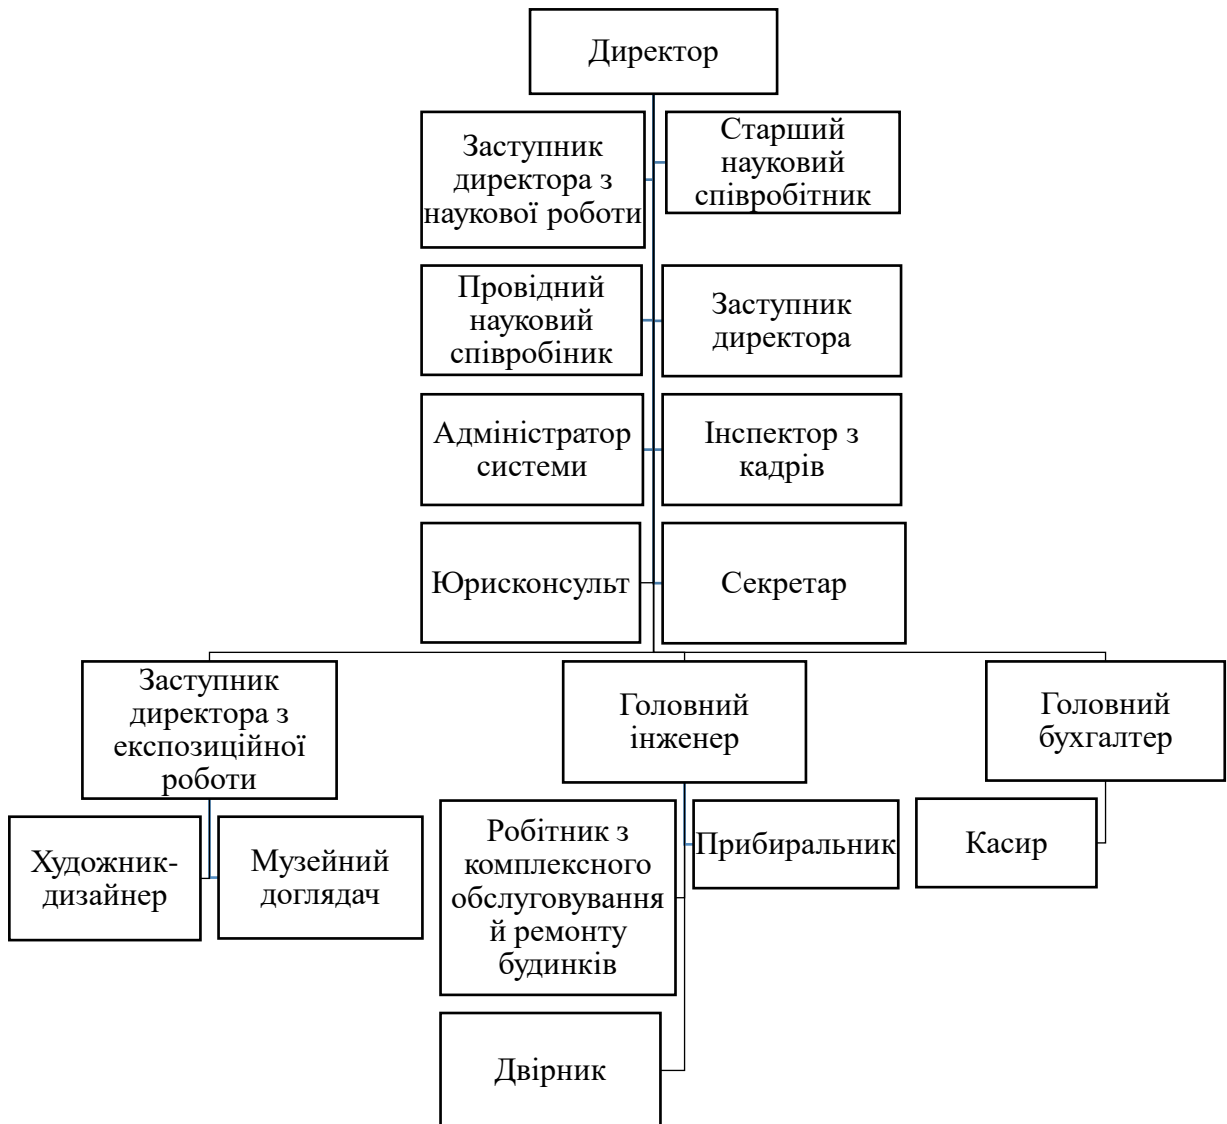 Директор
Заступник
директора з
наукової роботи
Старший
науковий
співробітник
Провідний
науковий
співробіник
Заступник
директора
Адміністратор
системи
Інспектор з
кадрів
Юрисконсульт
Секретар
Заступник
директора з
експозиційної
роботи
Головний
інженер
Головний
бухгалтер
Художник-
дизайнер
Музейний
доглядач
Робітник з
комплексного
обслуговування
й ремонту
будинків
Прибиральник
Касир
Двірник